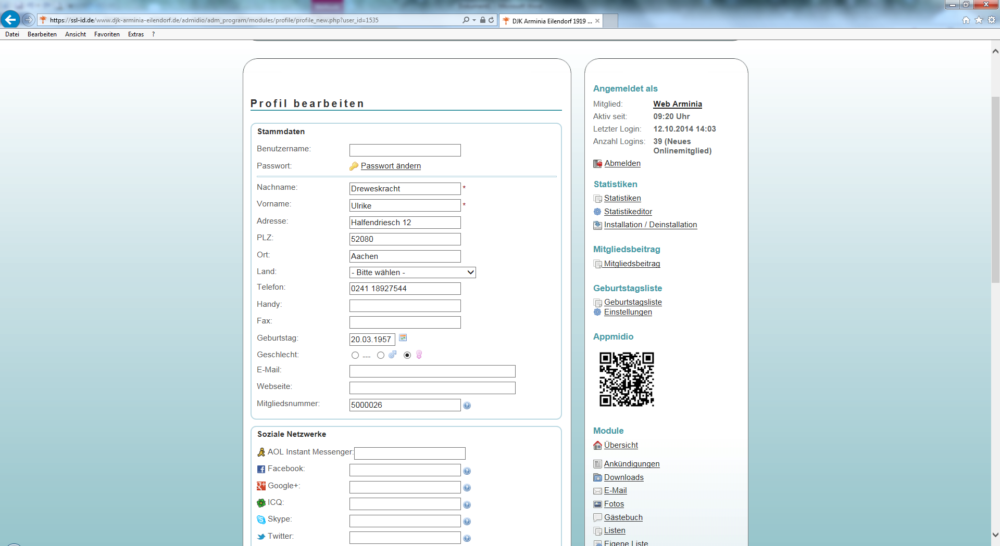 https://ssl-id.de/www.djk-arminia-eilendorf.de/admidio/adm_program/modules/profile/profile_new.php?user_id=1535
DJK Arminia Eilendorf 1919 ...
Datei Bearbeiten Ansicht Favoriten Extras ?
Profil bearbeiten
Stammdaten
Benutzername:
Passwort: Passwort ändern
Nachname: Dreweskracht *
Vorname: Ulrike *
Adresse: Halfendriesch 12
PLZ: 52080
Ort: Aachen
Land: - Bitte wählen -
Telefon: 0241 18927544
Handy:
Fax:
Geburtstag: 20.03.1957
Geschlecht: ---
E-Mail:
Webseite:
Mitgliedsnummer: 5000026
Soziale Netzwerke
AOL Instant Messenger:
Facebook:
Google+:
ICQ:
Skype:
Twitter:
Angemeldet als
Mitglied: Web Arminia
Aktiv seit: 09:20 Uhr
Letzter Login: 12.10.2014 14:03
Anzahl Logins: 39 (Neues
Onlinemitglied)
Abmelden
Statistiken
Statistiken
Statistikeditor
Installation / Deinstallation
Mitgliedsbeitrag
Mitgliedsbeitrag
Geburtstagsliste
Geburtstagsliste
Einstellungen
Appmidio
Module
Übersicht
Ankündigungen
Downloads
E-Mail
Fotos
Gästebuch
Listen
Eigene Liste